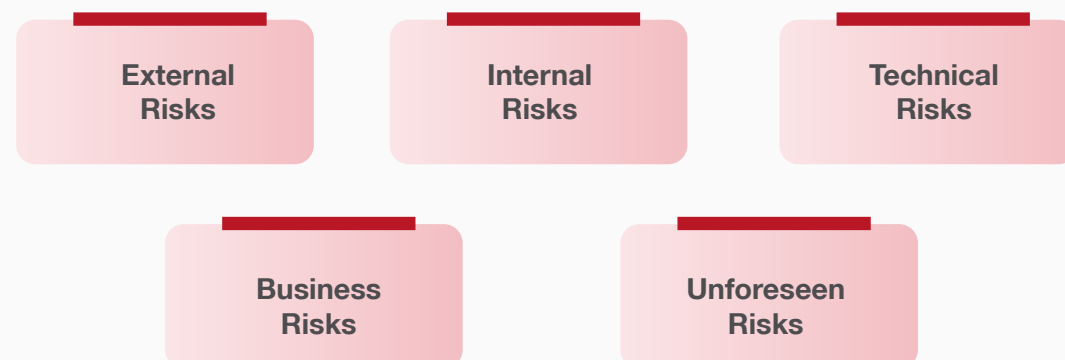 External
Risks
Internal
Risks
Technical
Risks
Business
Risks
Unforeseen
Risks